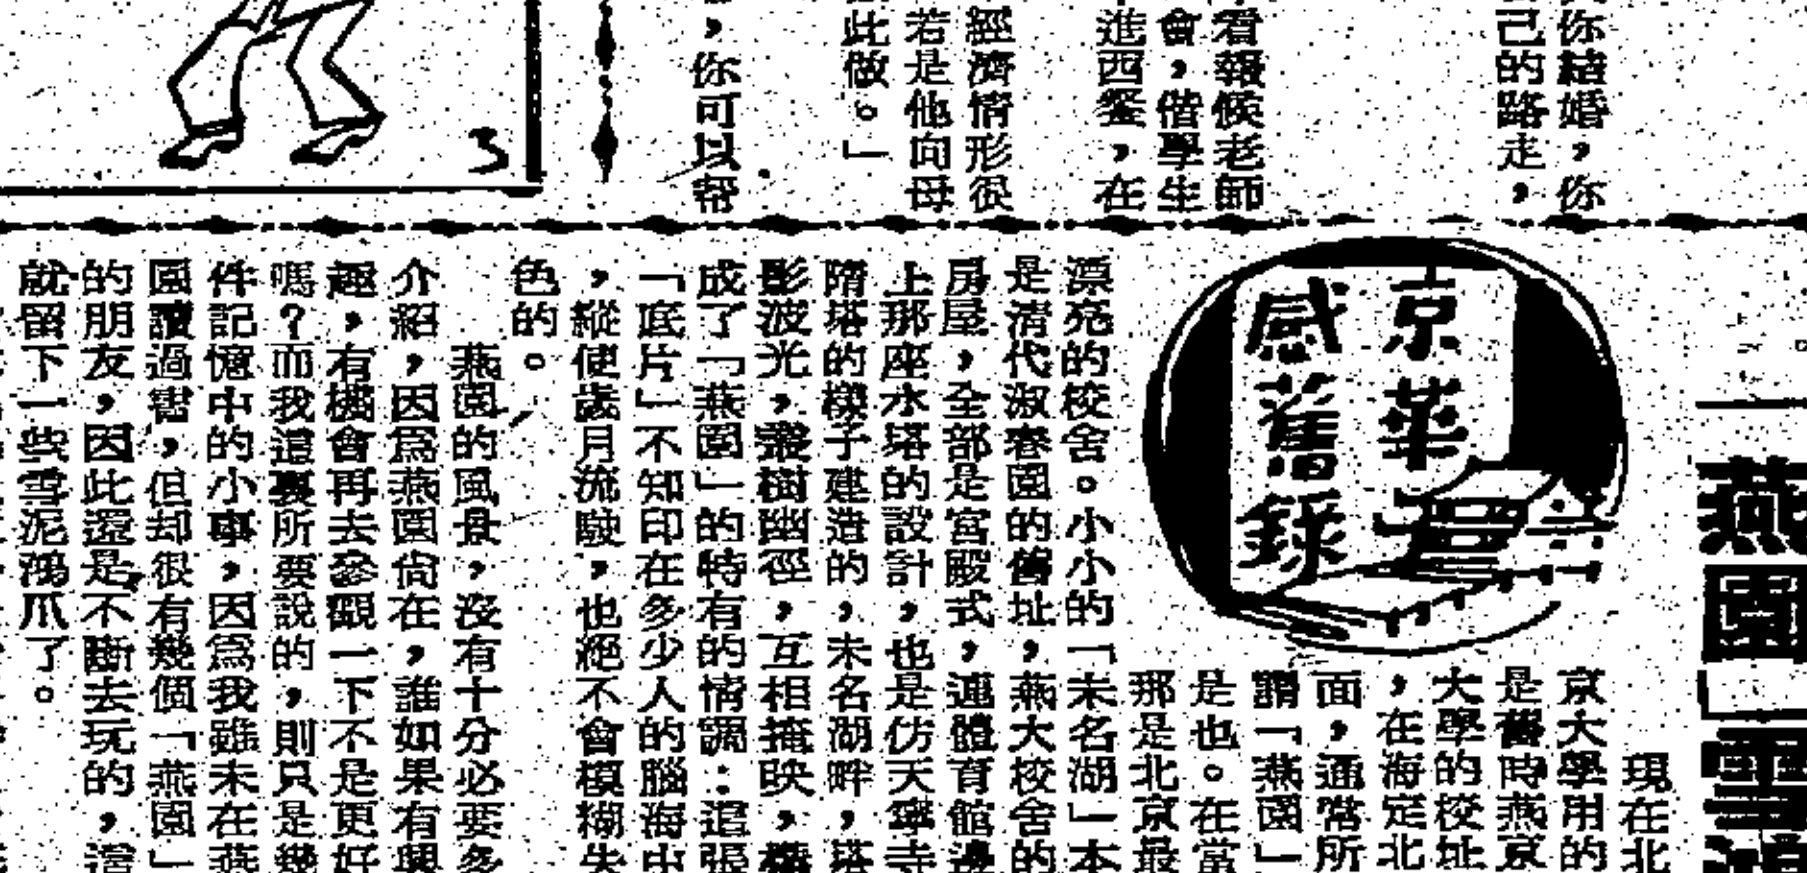 你結婚，你
己的路走，
看報候老師
會，偕學生
進西餐，在
經濟情形很
若是他向母
此做。」
，你可以帮
3
燕園」雪
京華
感舊錄
現在北
京大學用的
是舊時燕京
大學的校址
，在海定北
面，通常所
謂「燕園」
是也。在當
那是北京最
漂亮的校舍。小小的「未名湖」本
是清代淑春園的舊址，燕大校舍的
房屋，全部是宮殿式，連體育館邊
上那座水塔的設計，也是仿天寧寺
隋塔的樣子建造的，未名湖畔，塔
影波光，叢樹幽徑，互相掩映，構
成了「燕園」的特有的情調：這張
「底片」不知印在多少人的腦海中
，縱使歲月流駛，也絕不會模糊失
色的。
燕園的風景，沒有十分必要多
介紹，因爲燕園尙在，誰如果有興
趣，有機會再去參觀一下不是更好
嗎？而我這裏所要說的，則只是幾
件記憶中的小事，因爲我雖未在燕
園讀過書，但却很有幾個「燕園」
的朋友，因此還是不斷去玩的，這
就留下一些雪泥鴻爪了。